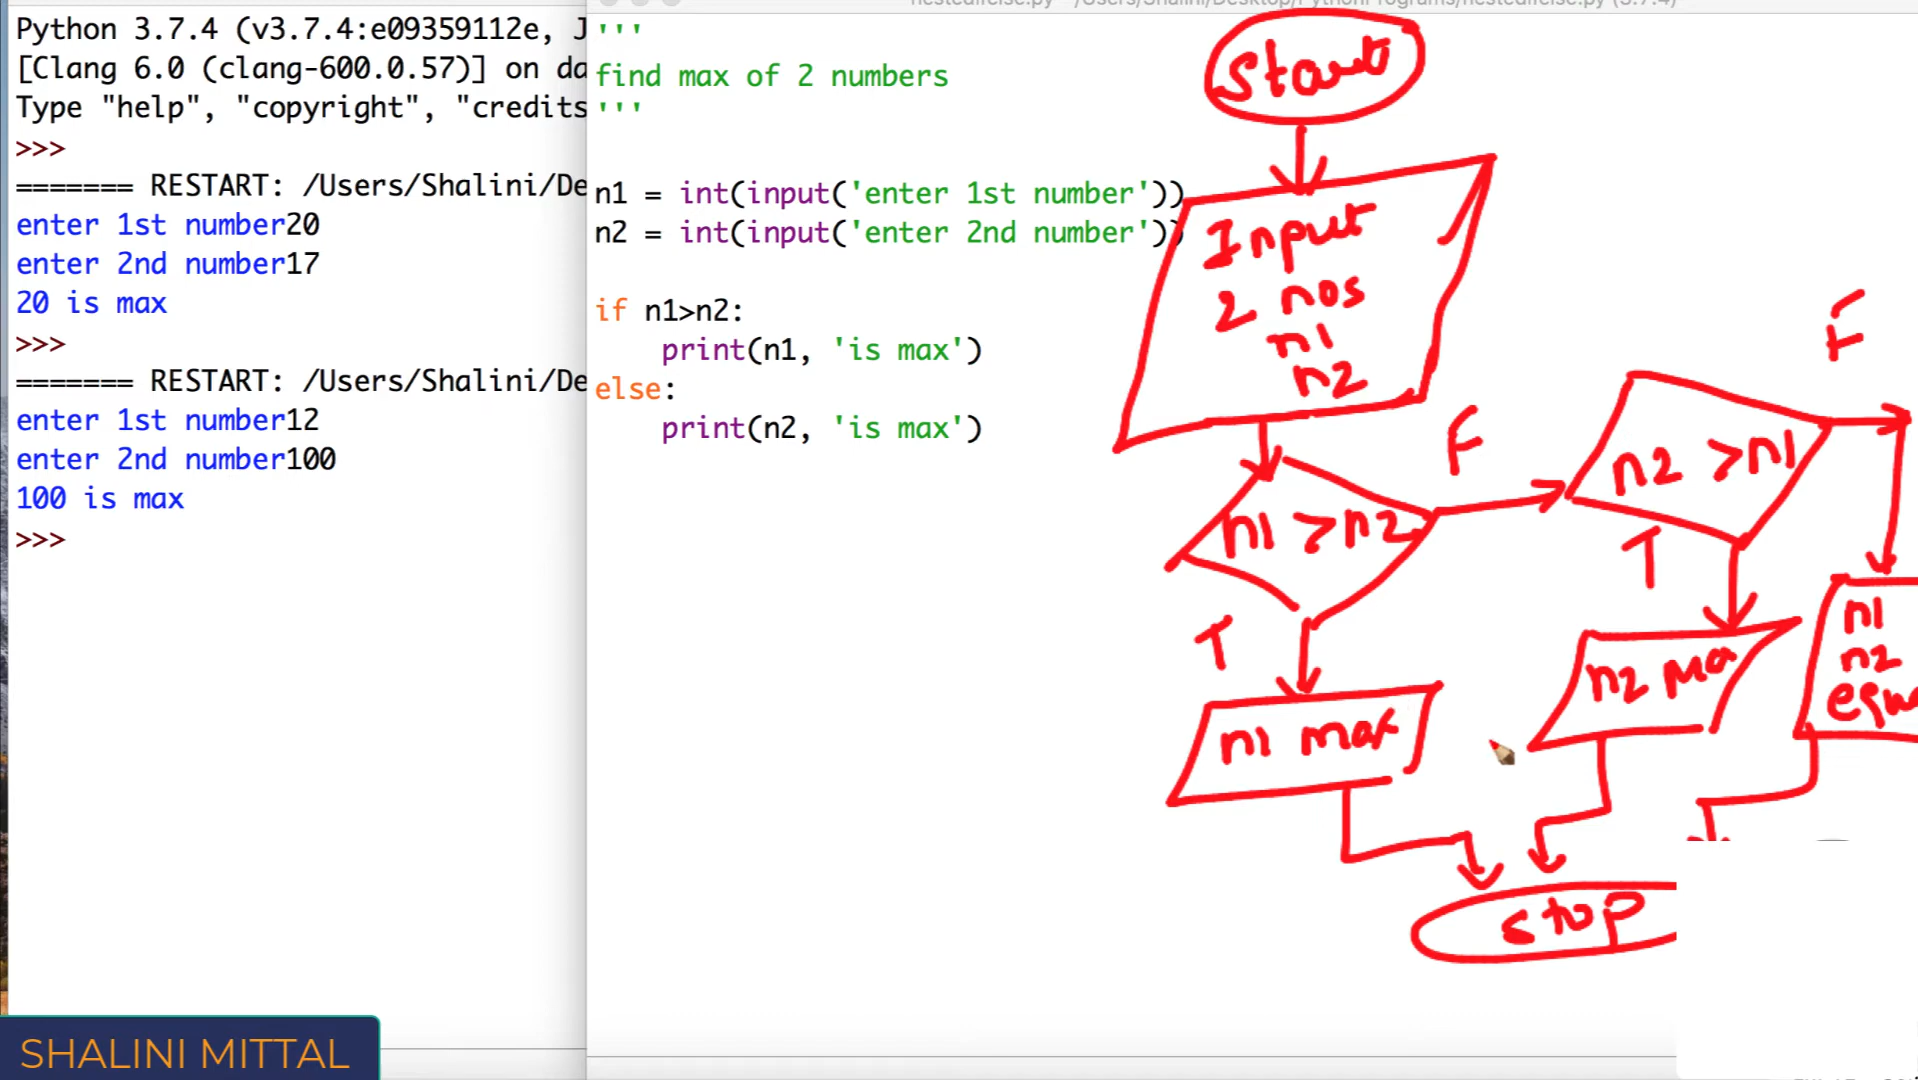 Python 3.7.4 (v3.7.4:e09359112e, J
[Clang 6.0 (clang-600.0.57)] on da
Type "help", "copyright", "credits
>>>
======= RESTART: /Users/Shalini/De
enter 1st number20
enter 2nd number17
20 is max
>>>
======= RESTART: /Users/Shalini/De
enter 1st number12
enter 2nd number100
100 is max
>>>
'''
find max of 2 numbers
'''
n1 = int(input('enter 1st number'))
n2 = int(input('enter 2nd number'))
if n1>n2:
print(n1, 'is max')
else:
print(n2, 'is max')
Start
Input
2 nos
n1
n2
n1 >n2
F
T
n1 max
n2 >n1
F
T
n2 ma
n1
n2
equ
stop
SHALINI MITTAL